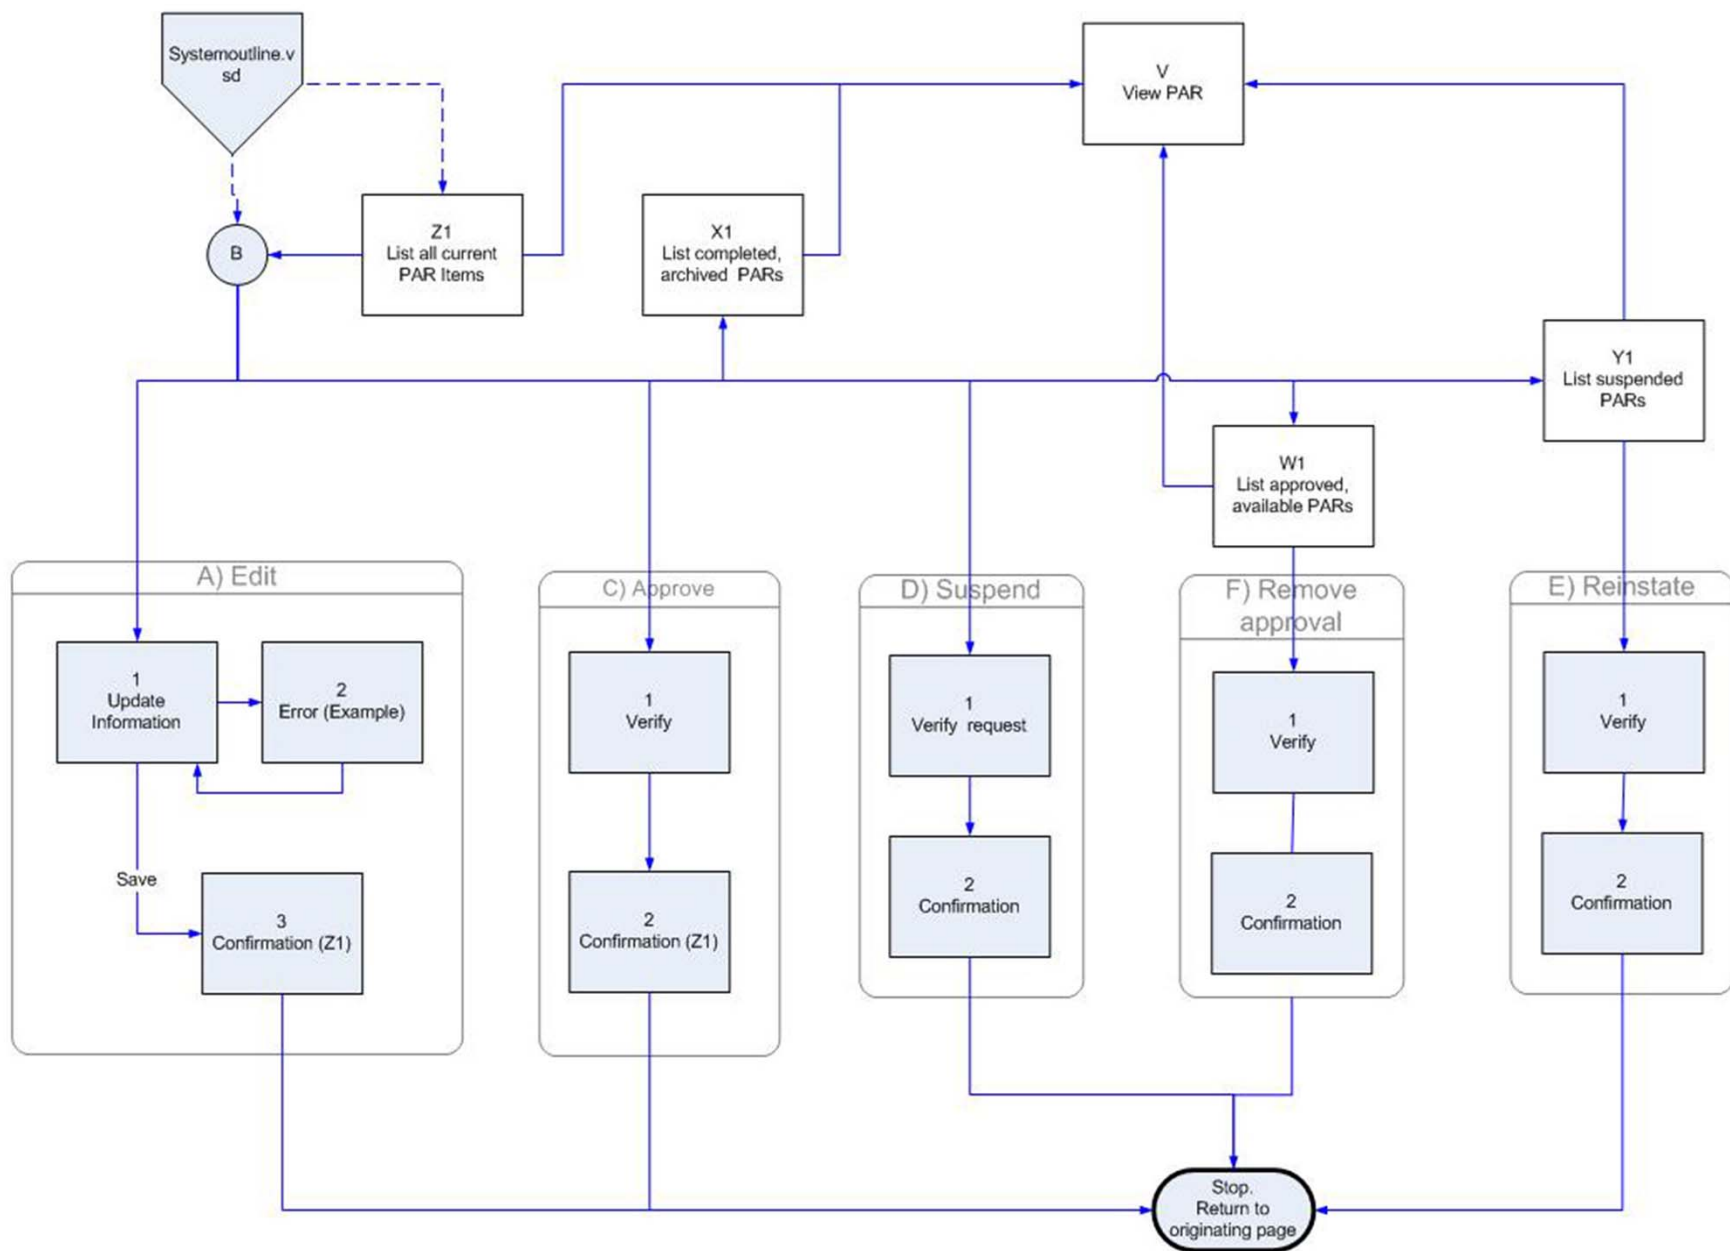 Systemoutline.v
sd
V
View PAR
B
Z1
List all current
PAR Items
X1
List completed,
archived PARs
Y1
List suspended
PARs
W1
List approved,
available PARs
A) Edit
1
Update
Information
2
Error (Example)
Save
3
Confirmation (Z1)
C) Approve
1
Verify
2
Confirmation (Z1)
D) Suspend
1
Verify request
2
Confirmation
F) Remove
approval
1
Verify
2
Confirmation
E) Reinstate
1
Verify
2
Confirmation
Stop.
Return to
originating page